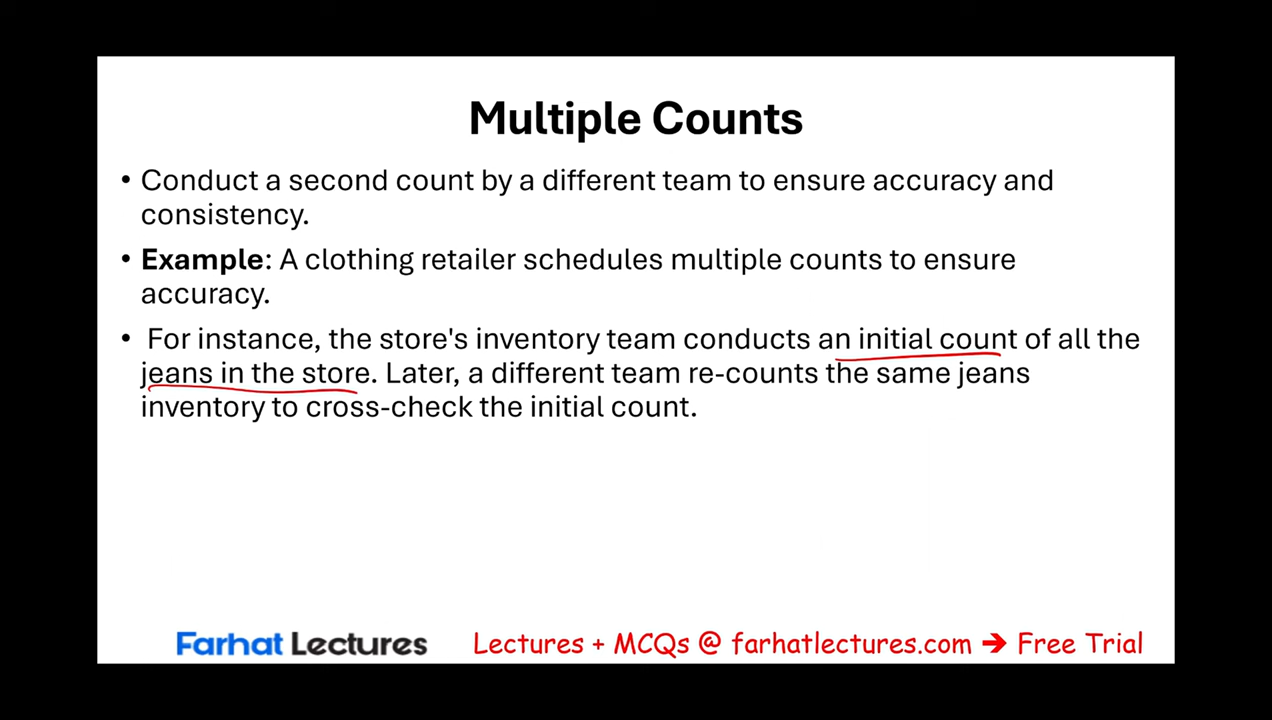 Multiple Counts
• Conduct a second count by a different team to ensure accuracy and
consistency.
• Example: A clothing retailer schedules multiple counts to ensure
accuracy.
• For instance, the store's inventory team conducts an initial count of all the
jeans in the store. Later, a different team re-counts the same jeans
inventory to cross-check the initial count.
Farhat Lectures
Lectures + MCQs @ farhatlectures.com → Free Trial